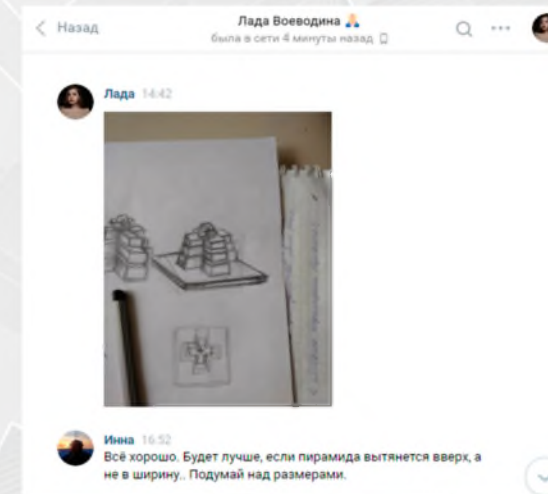 Назад
Лада Воеводина
была в сети 4 минуты назад
Лада 14:42
Инна 16:52
Всё хорошо. Будет лучше, если пирамида вытянется вверх, а
не в ширину.. Подумай над размерами.